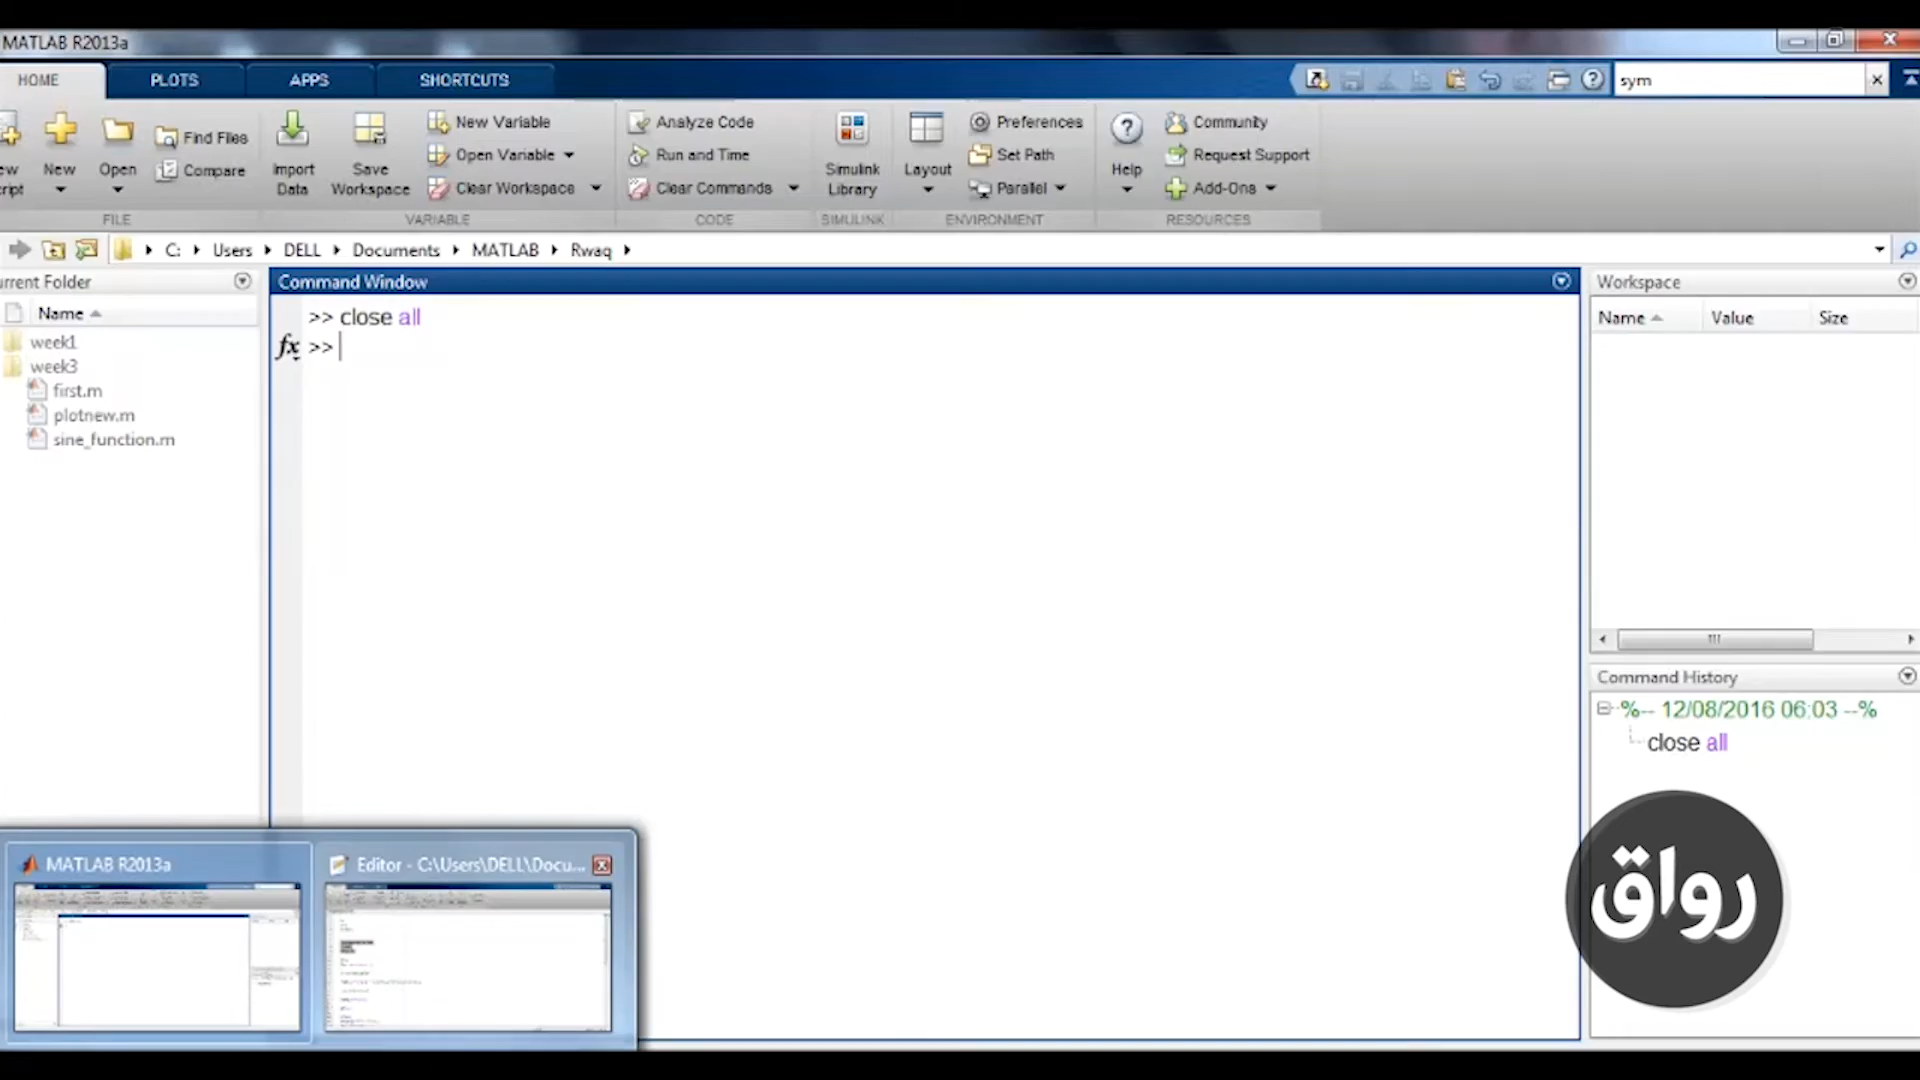 MATLAB R2013a
HOME PLOTS APPS SHORTCUTS sym
New Variable Analyze Code Preferences Community
Find Files Open Variable Run and Time Set Path Request Support
New Open Compare Import Data Save Workspace Clear Workspace Clear Commands Simulink Library Layout Parallel Help Add-Ons
FILE VARIABLE CODE SIMULINK ENVIRONMENT RESOURCES
C: Users DELL Documents MATLAB Rwaq
urrent Folder
Name
week1
week3
first.m
plotnew.m
sine_function.m
Command Window
>> close all
fx >>
Workspace
Name Value Size
Command History
%-- 12/08/2016 06:03 --%
close all
رواق
MATLAB R2013a
Editor - C:\Users\DELL\Docu...